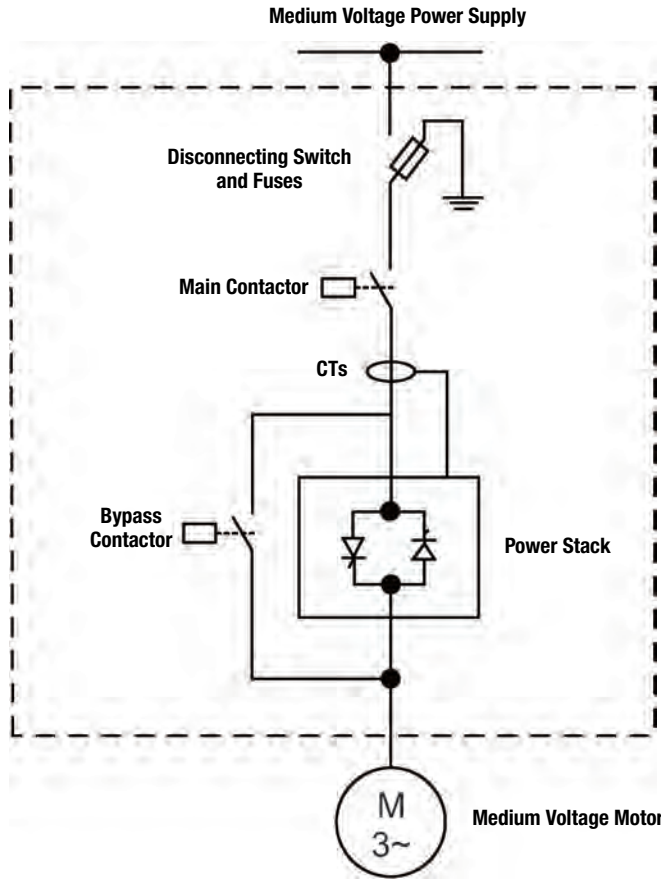 Medium Voltage Power Supply
Disconnecting Switch
and Fuses
Main Contactor
CTs
Bypass
Contactor
Power Stack
M
3~
Medium Voltage Motor